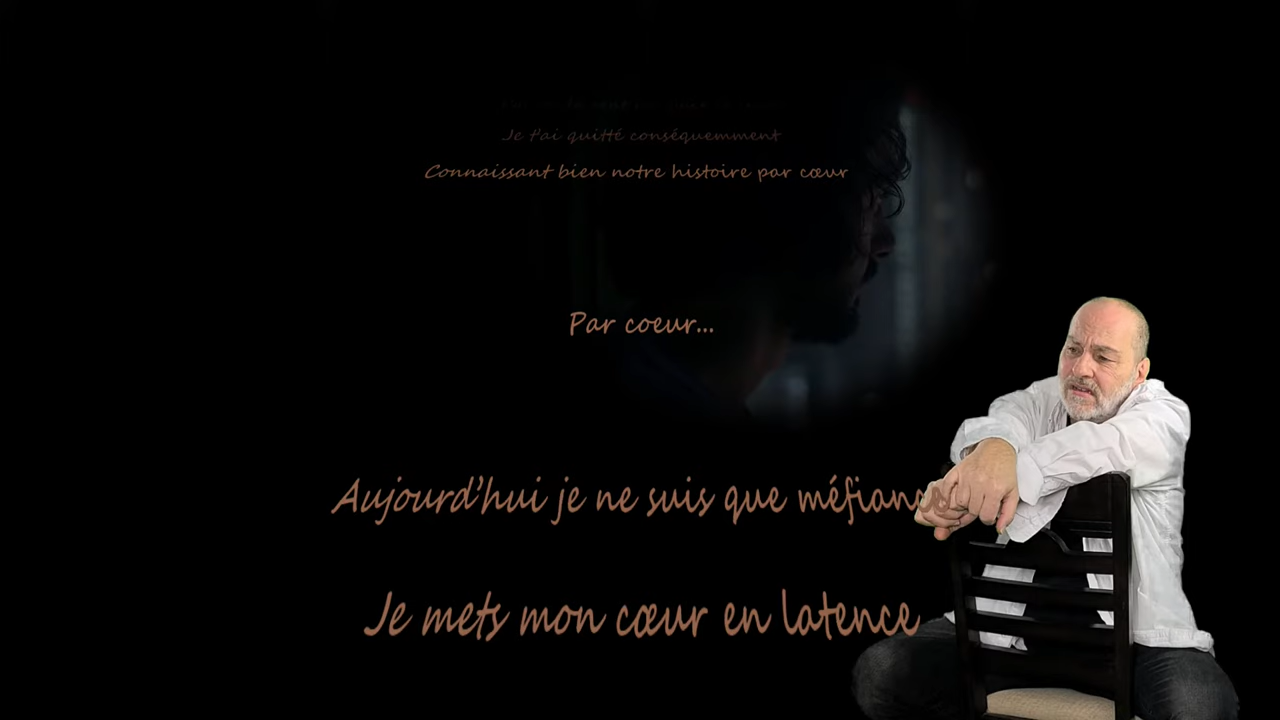 Je t'ai quitté conséquemment
Connaissant bien notre histoire par cœur
Par coeur...
Aujourd'hui je ne suis que
Je mets mon cœur en latence